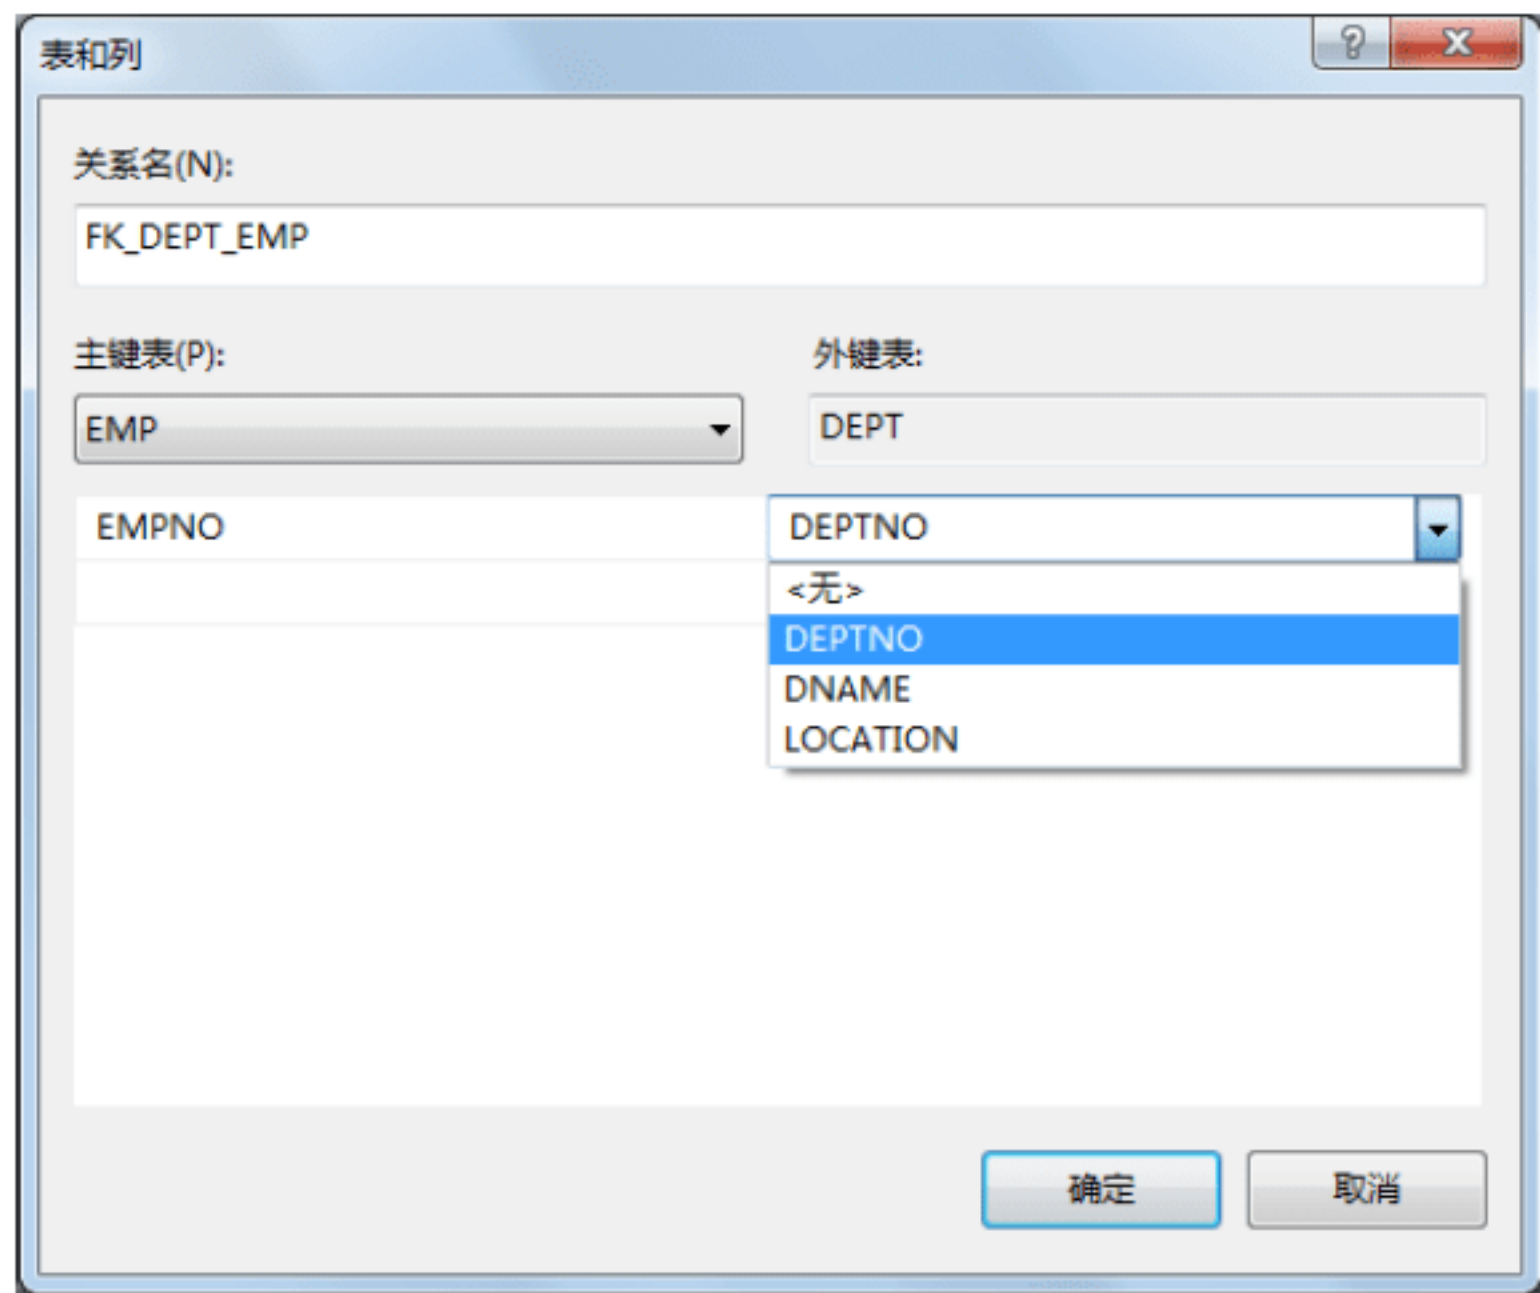 表和列
关系名(N):
FK_DEPT_EMP
主键表(P):
外键表:
EMP
DEPT
EMPNO
DEPTNO
<无>
DEPTNO
DNAME
LOCATION
确定
取消